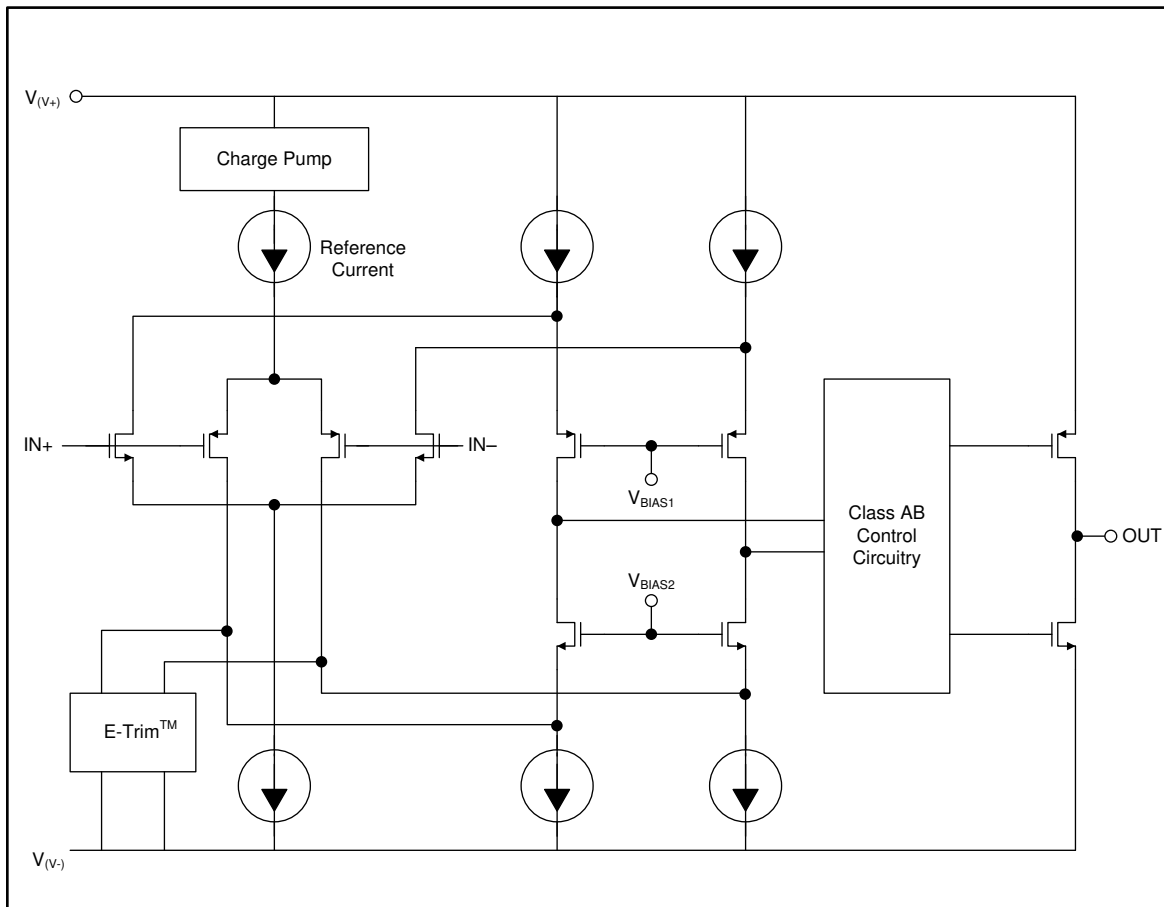 V(V+)
Charge Pump
Reference
Current
IN+
IN–
VBIAS1
Class AB
Control
Circuitry
OUT
VBIAS2
E-Trim™
V(V-)